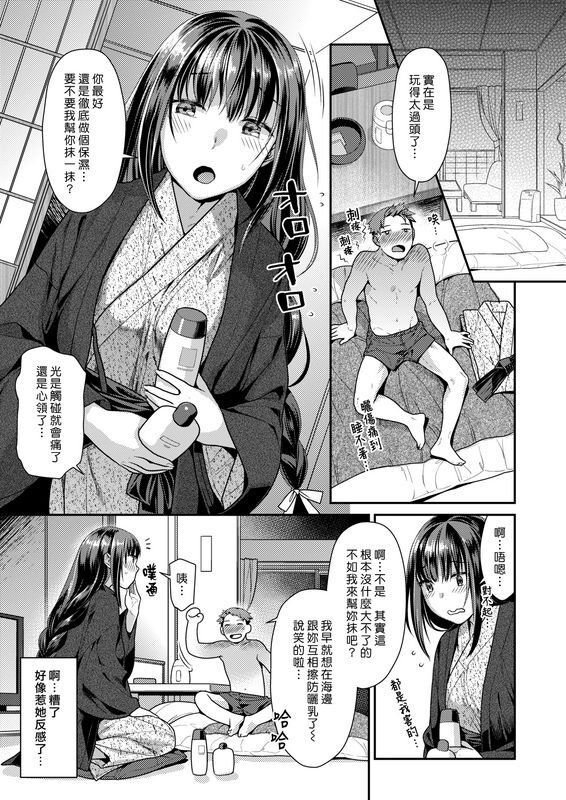 實在是
玩得太過頭了…
唉…
刺疼
刺疼
曬傷痛到
睡不著…
你最好
還是徹底做個保濕…
要不要我幫你抹一抹？
オロ
オロ
光是觸碰就會痛了
還是心領了…
啊…唔嗯…
對不起…
都是我害的…
啊…不是 其實這
根本沒什麼大不了的
不如我來幫妳抹吧？
我早就想在海邊
跟妳互相擦防曬乳了～
說笑的啦…
哈哈
哈哈
咦…
噗通
啊…糟了
好像惹她反感了…